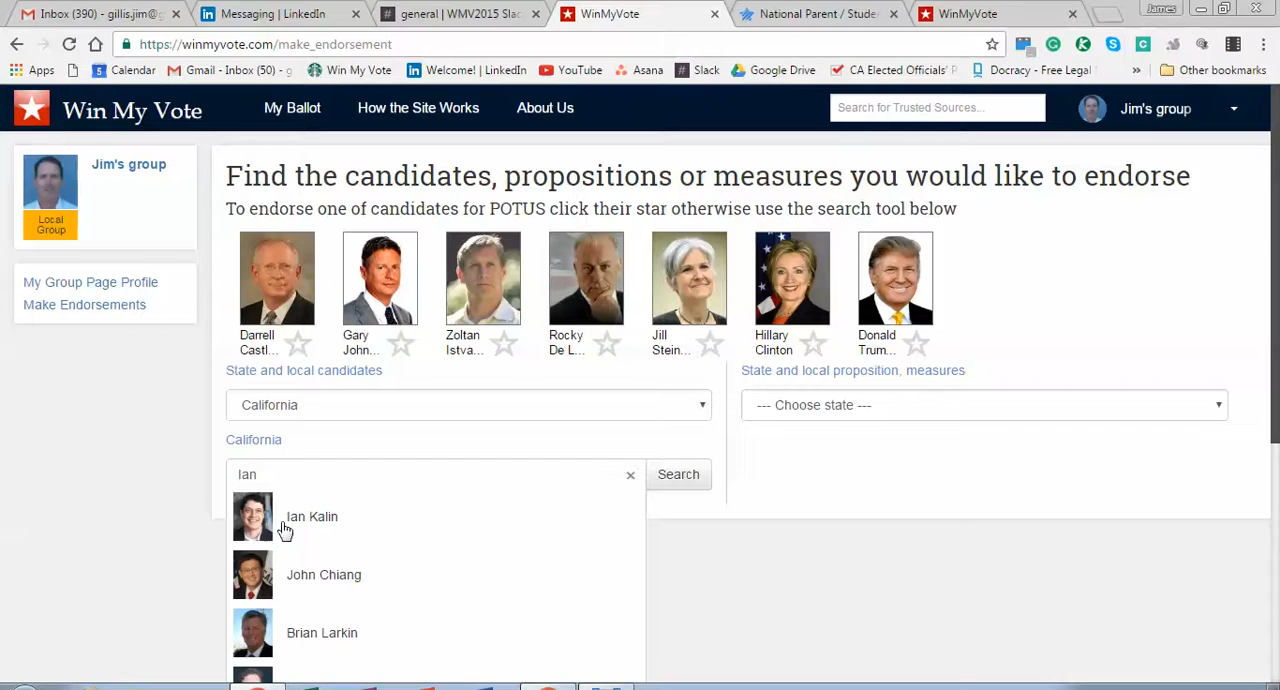 Inbox (390) - gillis.jim@g
Messaging | LinkedIn
general | WMV2015 Slac
WinMyVote
National Parent / Stude
WinMyVote
James
https://winmyvote.com/make_endorsement
Apps
Calendar
Gmail - Inbox (50) - g
Win My Vote
Welcome! | LinkedIn
YouTube
Asana
Slack
Google Drive
CA Elected Officials' P
Docracy - Free Legal
Other bookmarks
Win My Vote
My Ballot
How the Site Works
About Us
Search for Trusted Sources...
Jim's group
Jim's group
Local
Group
My Group Page Profile
Make Endorsements
Find the candidates, propositions or measures you would like to endorse
To endorse one of candidates for POTUS click their star otherwise use the search tool below
Darrell
Castl...
Gary
John...
Zoltan
Istva...
Rocky
De L...
Jill
Stein...
Hillary
Clinton
Donald
Trum...
State and local candidates
State and local proposition, measures
California
--- Choose state ---
California
Ian
Search
Ian Kalin
John Chiang
Brian Larkin